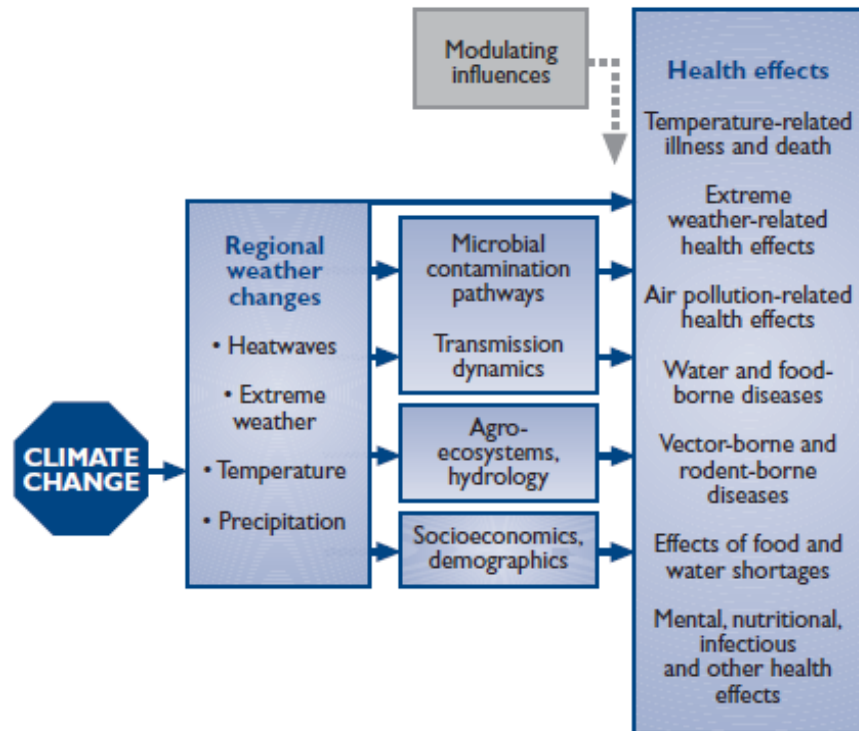 Modulating
influences
Health effects
Temperature-related
illness and death
Extreme
weather-related
health effects
Air pollution-related
health effects
Water and food-
borne diseases
Vector-borne and
rodent-borne
diseases
Effects of food and
water shortages
Mental, nutritional,
infectious
and other health
effects
Regional
weather
changes
• Heatwaves
• Extreme
weather
• Temperature
• Precipitation
Microbial
contamination
pathways
Transmission
dynamics
Agro-
ecosystems,
hydrology
Socioeconomics,
demographics
CLIMATE
CHANGE